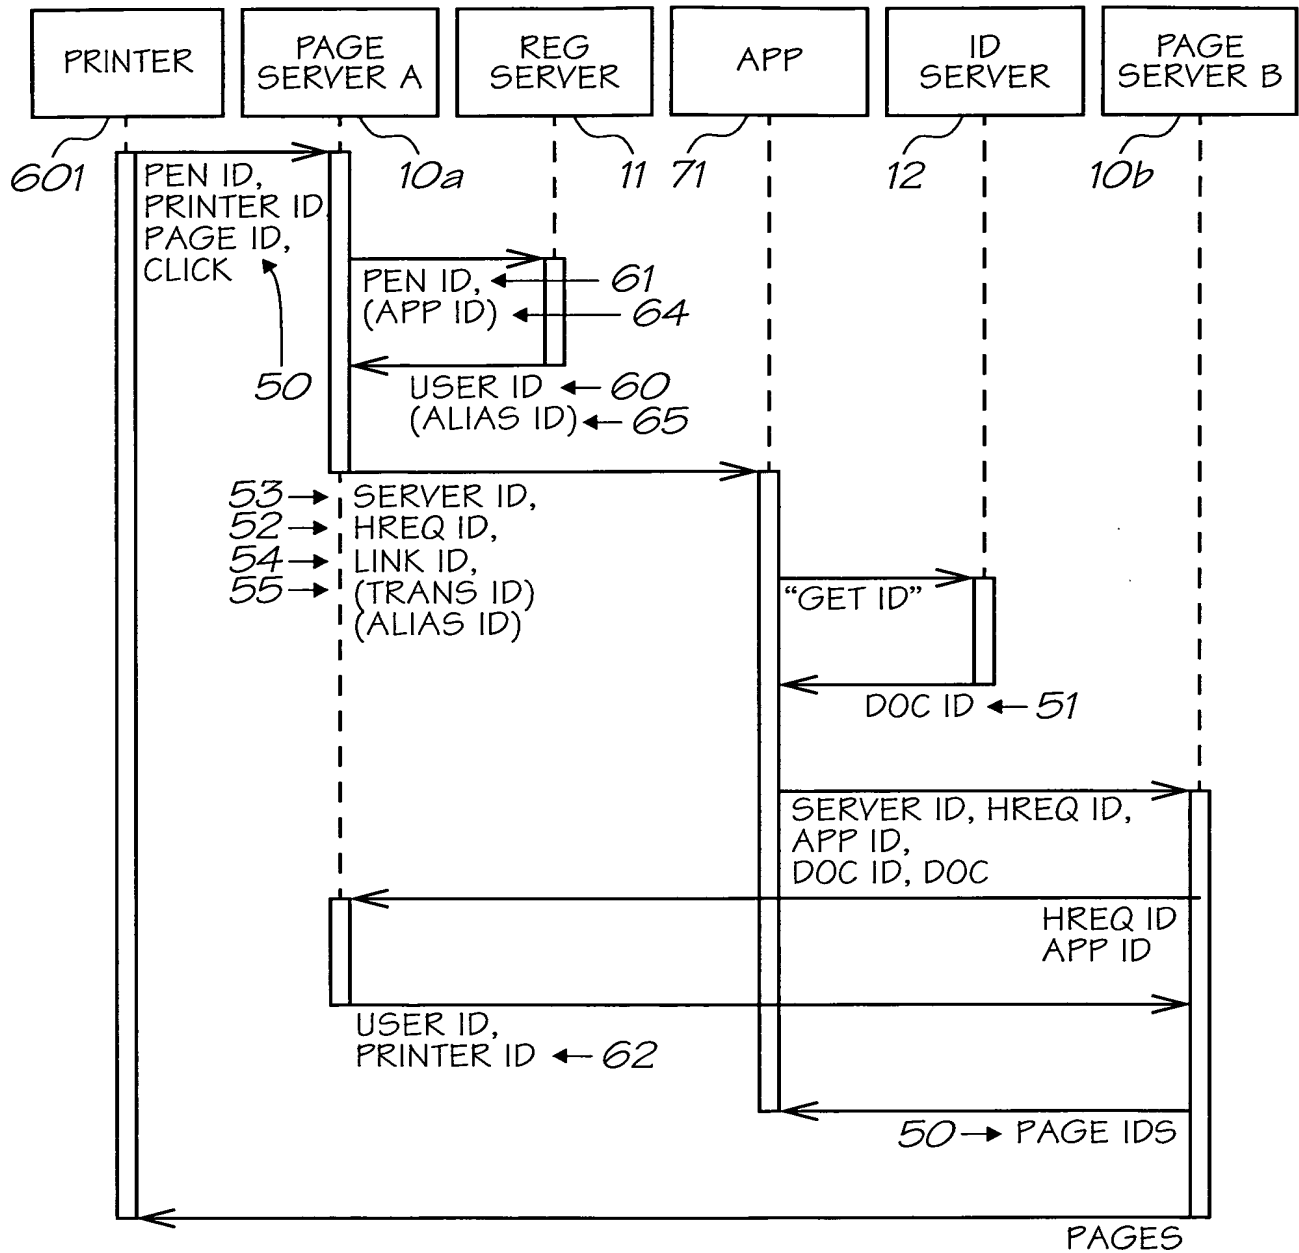 PRINTER
PAGE
SERVER A
REG
SERVER
APP
ID
SERVER
PAGE
SERVER B
601
10a
11
71
12
10b
PEN ID,
PRINTER ID
PAGE ID,
CLICK
50
PEN ID,
61
(APP ID)
64
USER ID
60
(ALIAS ID)
65
53
SERVER ID,
52
HREQ ID,
54
LINK ID,
55
(TRANS ID)
(ALIAS ID)
"GET ID"
DOC ID
51
SERVER ID, HREQ ID,
APP ID,
DOC ID, DOC
HREQ ID
APP ID
USER ID,
PRINTER ID
62
50
PAGE IDS
PAGES